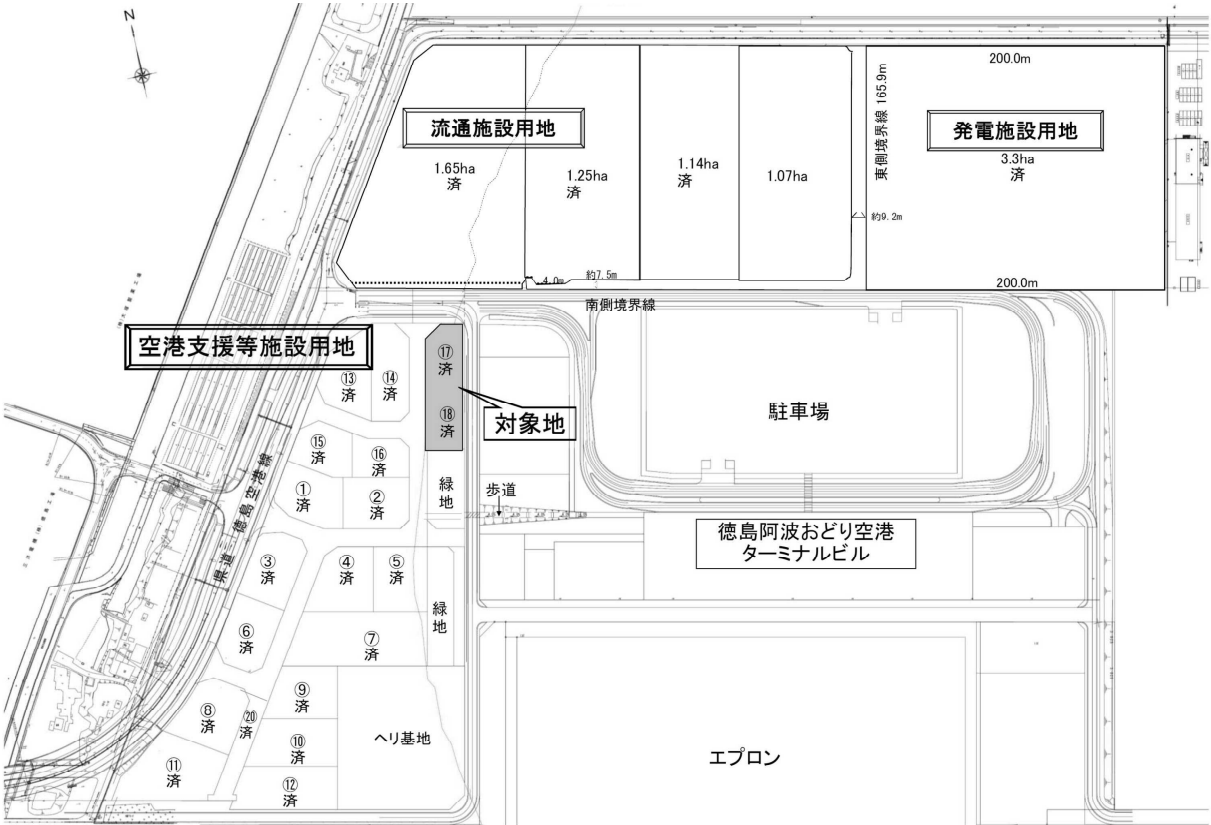 N
流通施設用地
1.65ha
済
1.25ha
済
1.14ha
済
1.07ha
東側境界線 165.9m
約9.2m
200.0m
発電施設用地
3.3ha
済
200.0m
4.0m
約7.5m
南側境界線
空港支援等施設用地
⑰
済
⑱
済
対象地
⑬
済
⑭
済
⑮
済
⑯
済
①
済
②
済
緑地
歩道
駐車場
徳島阿波おどり空港
ターミナルビル
県道 徳島空港線
③
済
④
済
⑤
済
緑地
⑥
済
⑦
済
⑧
済
⑳
済
⑨
済
⑩
済
⑪
済
⑫
済
ヘリ基地
エプロン